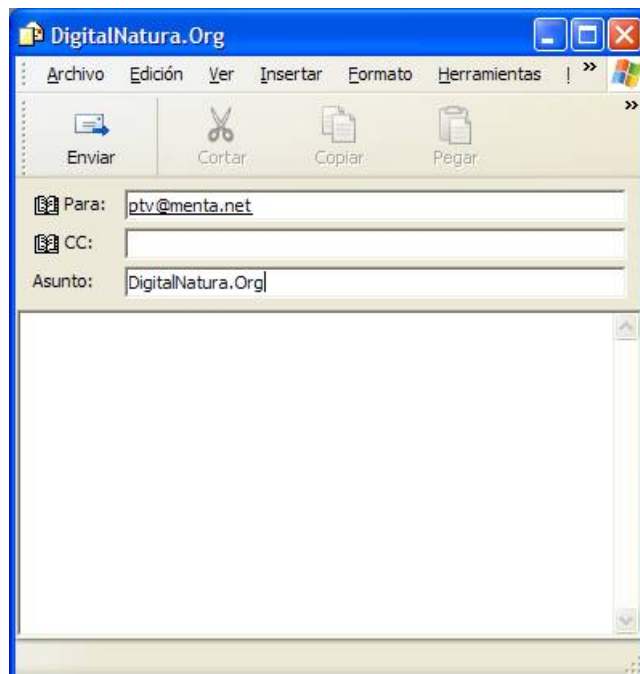 DigitalNatura.Org
Archivo Edición Ver Insertar Formato Herramientas ! »
Enviar Cortar Copiar Pegar »
Para: ptv@menta.net
CC:
Asunto: DigitalNatura.Org